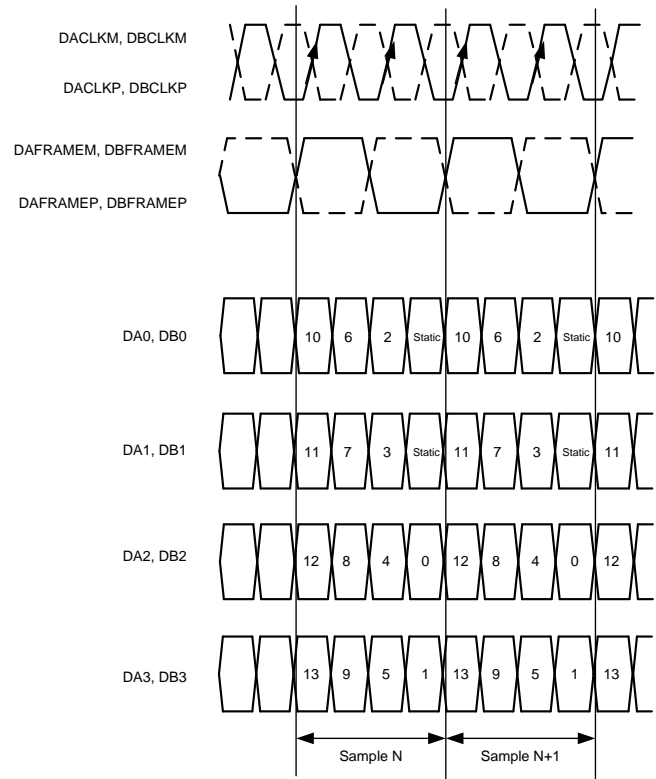 DACLKM, DBCLKM
DACLKP, DBCLKP
DAFRAMEM, DBFRAMEM
DAFRAMEP, DBFRAMEP
DA0, DB0
10 6 2 Static 10 6 2 Static 10
DA1, DB1
11 7 3 Static 11 7 3 Static 11
DA2, DB2
12 8 4 0 12 8 4 0 12
DA3, DB3
13 9 5 1 13 9 5 1 13
Sample N Sample N+1